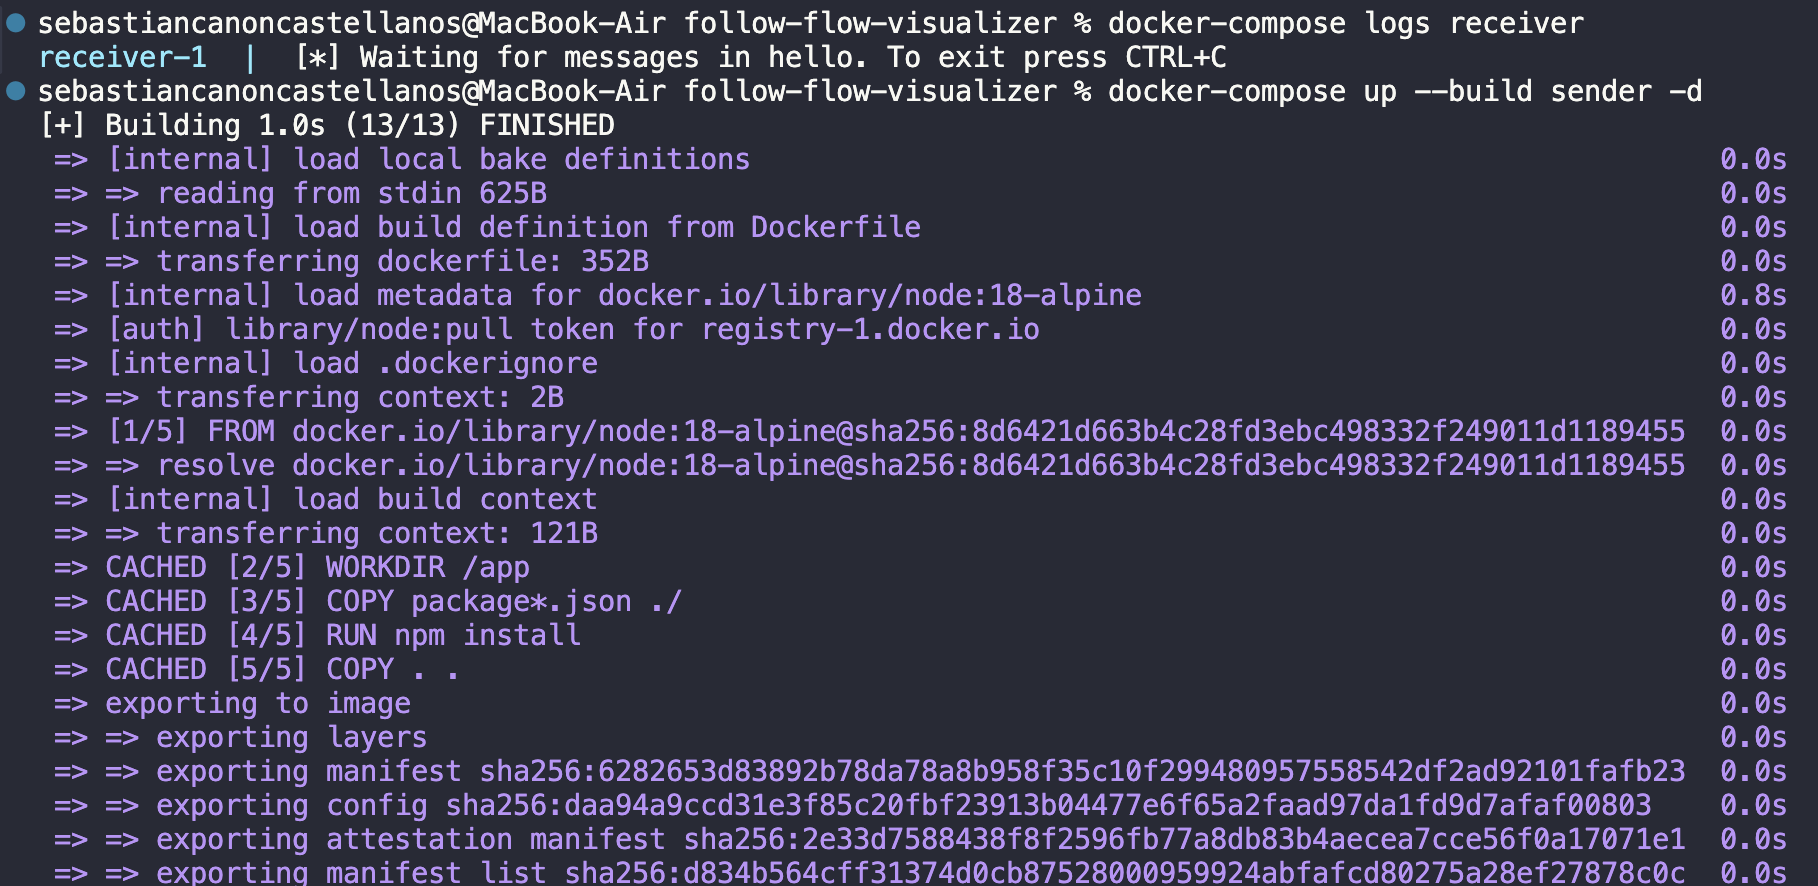 sebastiancanoncastellanos@MacBook-Air follow-flow-visualizer % docker-compose logs receiver
receiver-1  |  [*] Waiting for messages in hello. To exit press CTRL+C
sebastiancanoncastellanos@MacBook-Air follow-flow-visualizer % docker-compose up --build sender -d
[+] Building 1.0s (13/13) FINISHED
=> [internal] load local bake definitions 0.0s
=> => reading from stdin 625B 0.0s
=> [internal] load build definition from Dockerfile 0.0s
=> => transferring dockerfile: 352B 0.0s
=> [internal] load metadata for docker.io/library/node:18-alpine 0.8s
=> [auth] library/node:pull token for registry-1.docker.io 0.0s
=> [internal] load .dockerignore 0.0s
=> => transferring context: 2B 0.0s
=> [1/5] FROM docker.io/library/node:18-alpine@sha256:8d6421d663b4c28fd3ebc498332f249011d1189455 0.0s
=> => resolve docker.io/library/node:18-alpine@sha256:8d6421d663b4c28fd3ebc498332f249011d1189455 0.0s
=> [internal] load build context 0.0s
=> => transferring context: 121B 0.0s
=> CACHED [2/5] WORKDIR /app 0.0s
=> CACHED [3/5] COPY package*.json ./ 0.0s
=> CACHED [4/5] RUN npm install 0.0s
=> CACHED [5/5] COPY . . 0.0s
=> exporting to image 0.0s
=> => exporting layers 0.0s
=> => exporting manifest sha256:6282653d83892b78da78a8b958f35c10f299480957558542df2ad92101fafb23 0.0s
=> => exporting config sha256:daa94a9ccd31e3f85c20fbf23913b04477e6f65a2faad97da1fd9d7afaf00803 0.0s
=> => exporting attestation manifest sha256:2e33d7588438f8f2596fb77a8db83b4aecea7cce56f0a17071e1 0.0s
=> => exporting manifest list sha256:d834b564cff31374d0cb87528000959924abfafcd80275a28ef27878c0c 0.0s